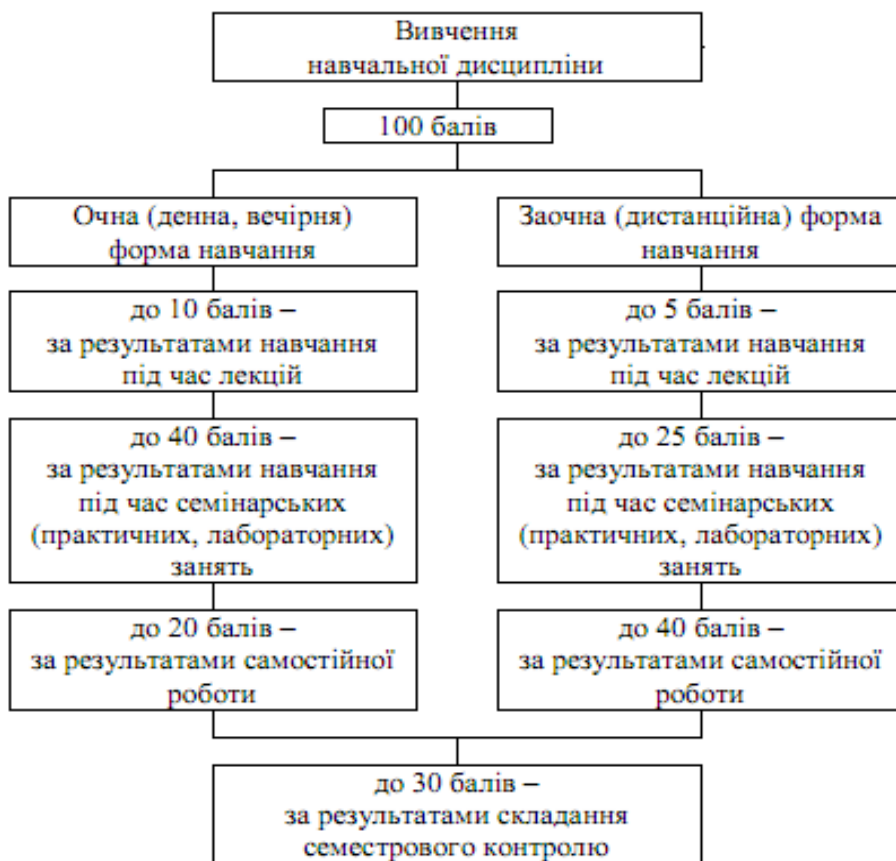 Вивчення
навчальної дисципліни
100 балів
Очна (денна, вечірня)
форма навчання
до 10 балів –
за результатами навчання
під час лекцій
до 40 балів –
за результатами навчання
під час семінарських
(практичних, лабораторних)
занять
до 20 балів –
за результатами самостійної
роботи
Заочна (дистанційна) форма
навчання
до 5 балів –
за результатами навчання
під час лекцій
до 25 балів –
за результатами навчання
під час семінарських
(практичних, лабораторних)
занять
до 40 балів –
за результатами самостійної
роботи
до 30 балів –
за результатами складання
семестрового контролю